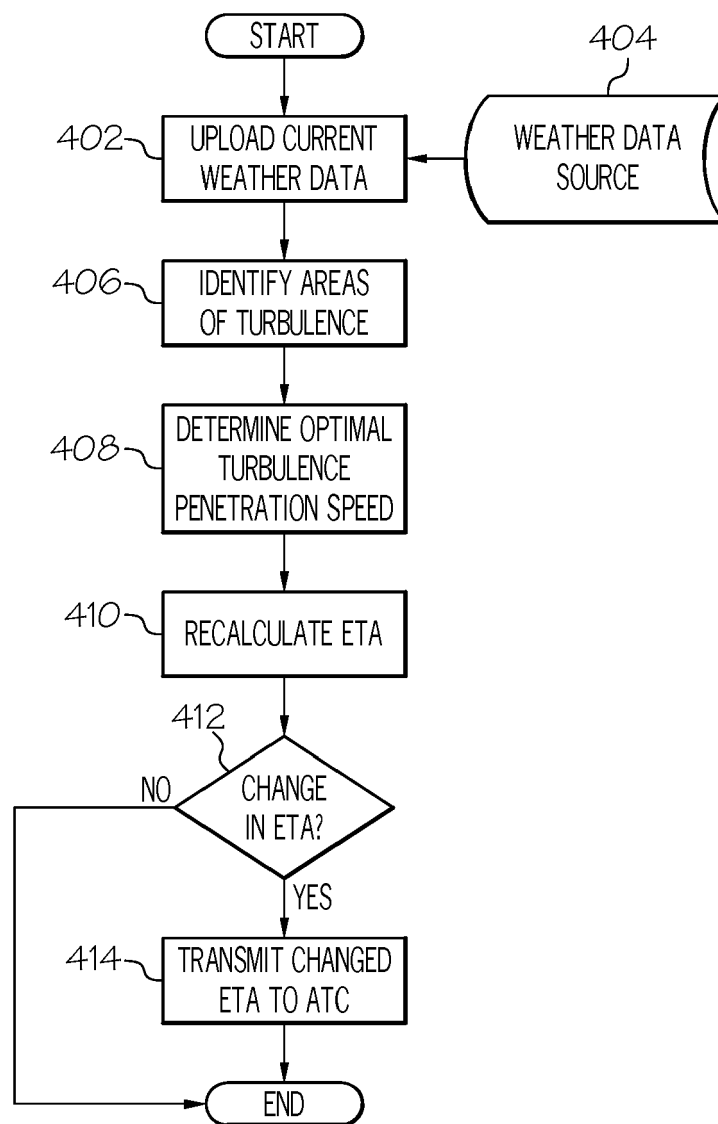 START
404
402
UPLOAD CURRENT
WEATHER DATA
WEATHER DATA
SOURCE
406
IDENTIFY AREAS
OF TURBULENCE
408
DETERMINE OPTIMAL
TURBULENCE
PENETRATION SPEED
410
RECALCULATE ETA
412
NO
CHANGE
IN ETA?
YES
414
TRANSMIT CHANGED
ETA TO ATC
END